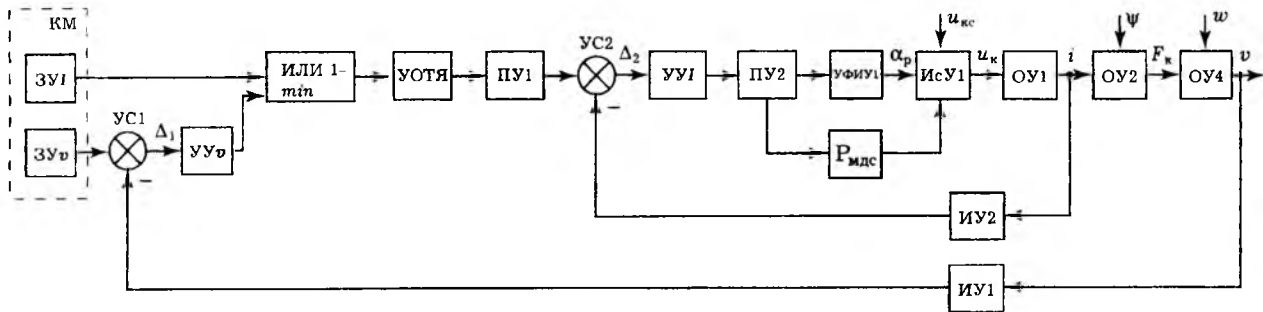 КМ
ЗУI
ЗУv
УС1
Δ₁
УУv
ИЛИ 1-
min
УОТЯ
ПУ1
УС2
Δ₂
УУI
ПУ2
УФИУ1
αр
uкс
ИсУ1
uк
ОУ1
i
ψ
ОУ2
Fк
w
ОУ4
v
Рмдс
ИУ2
ИУ1
−
−